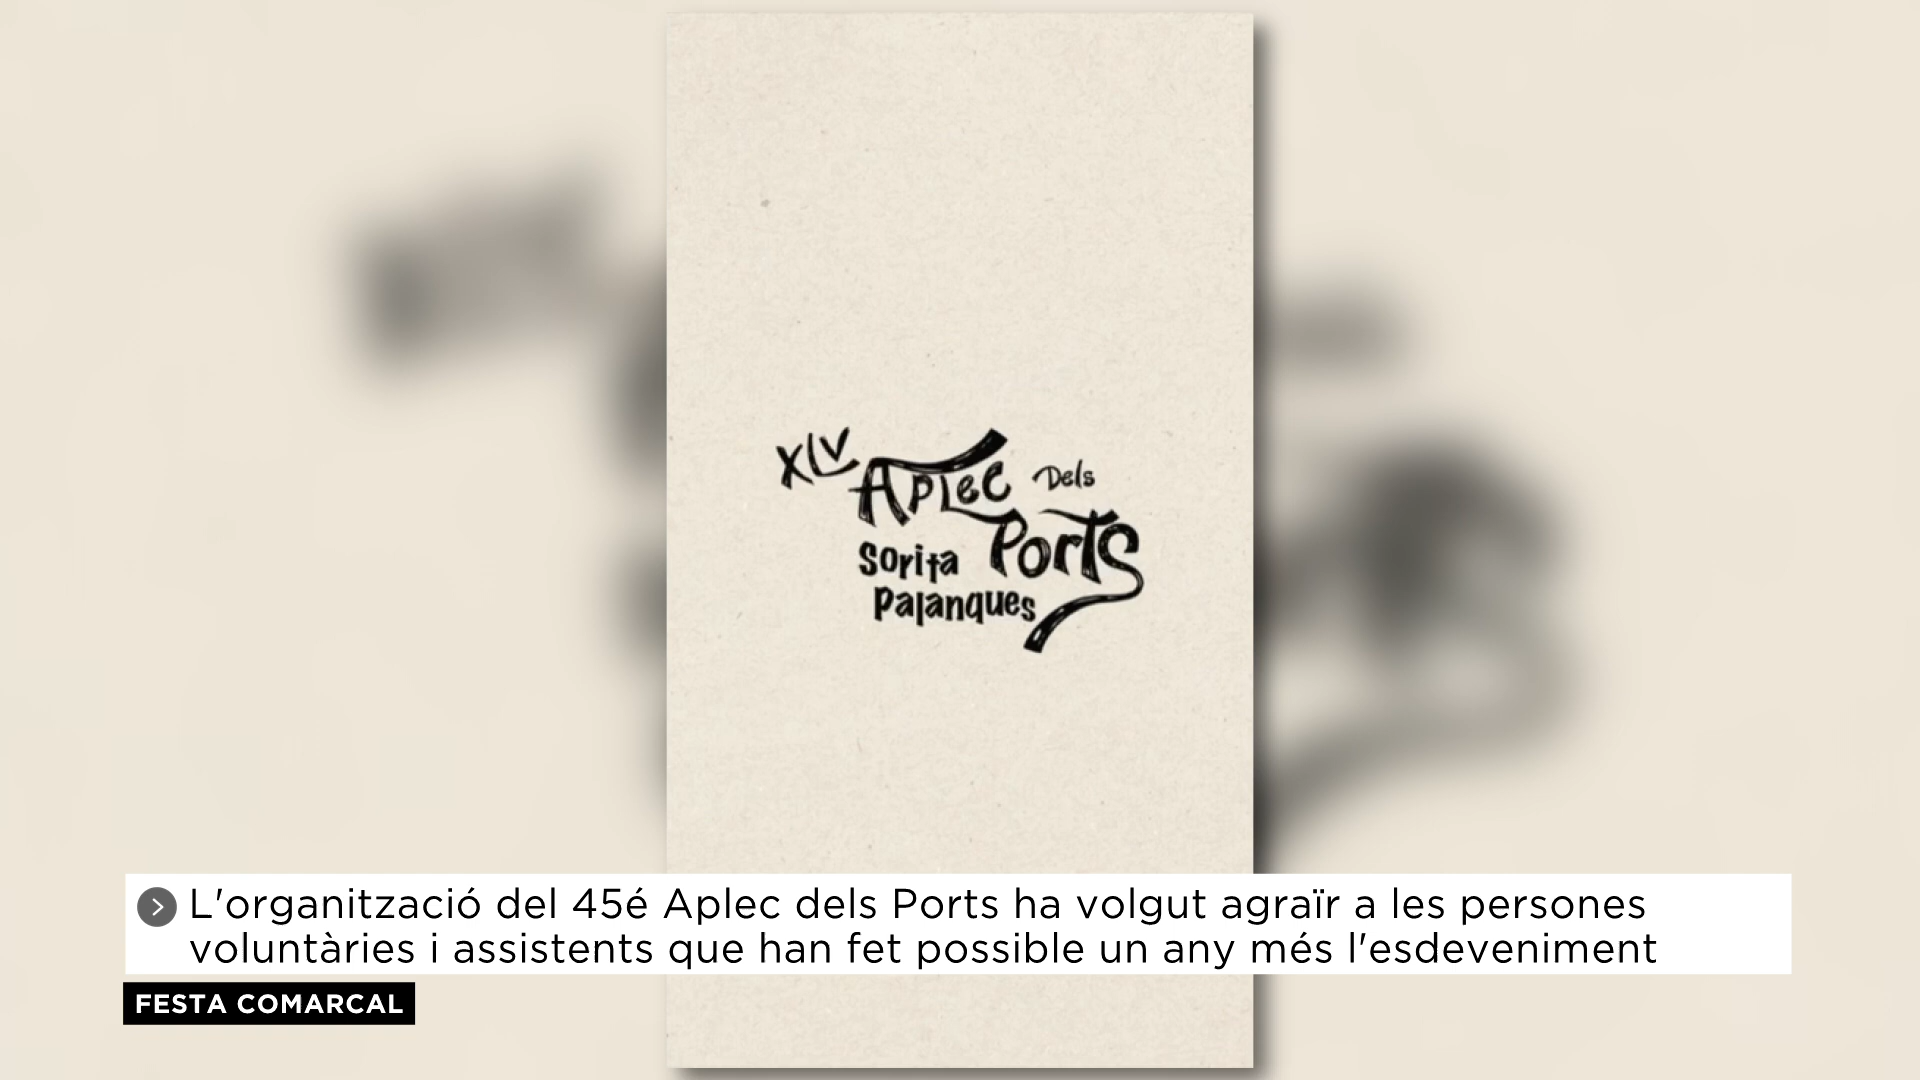 XLV Aplec Dels
Ports
Sorita
Palanques
L'organització del 45é Aplec dels Ports ha volgut agraïr a les persones
voluntàries i assistents que han fet possible un any més l'esdeveniment
FESTA COMARCAL